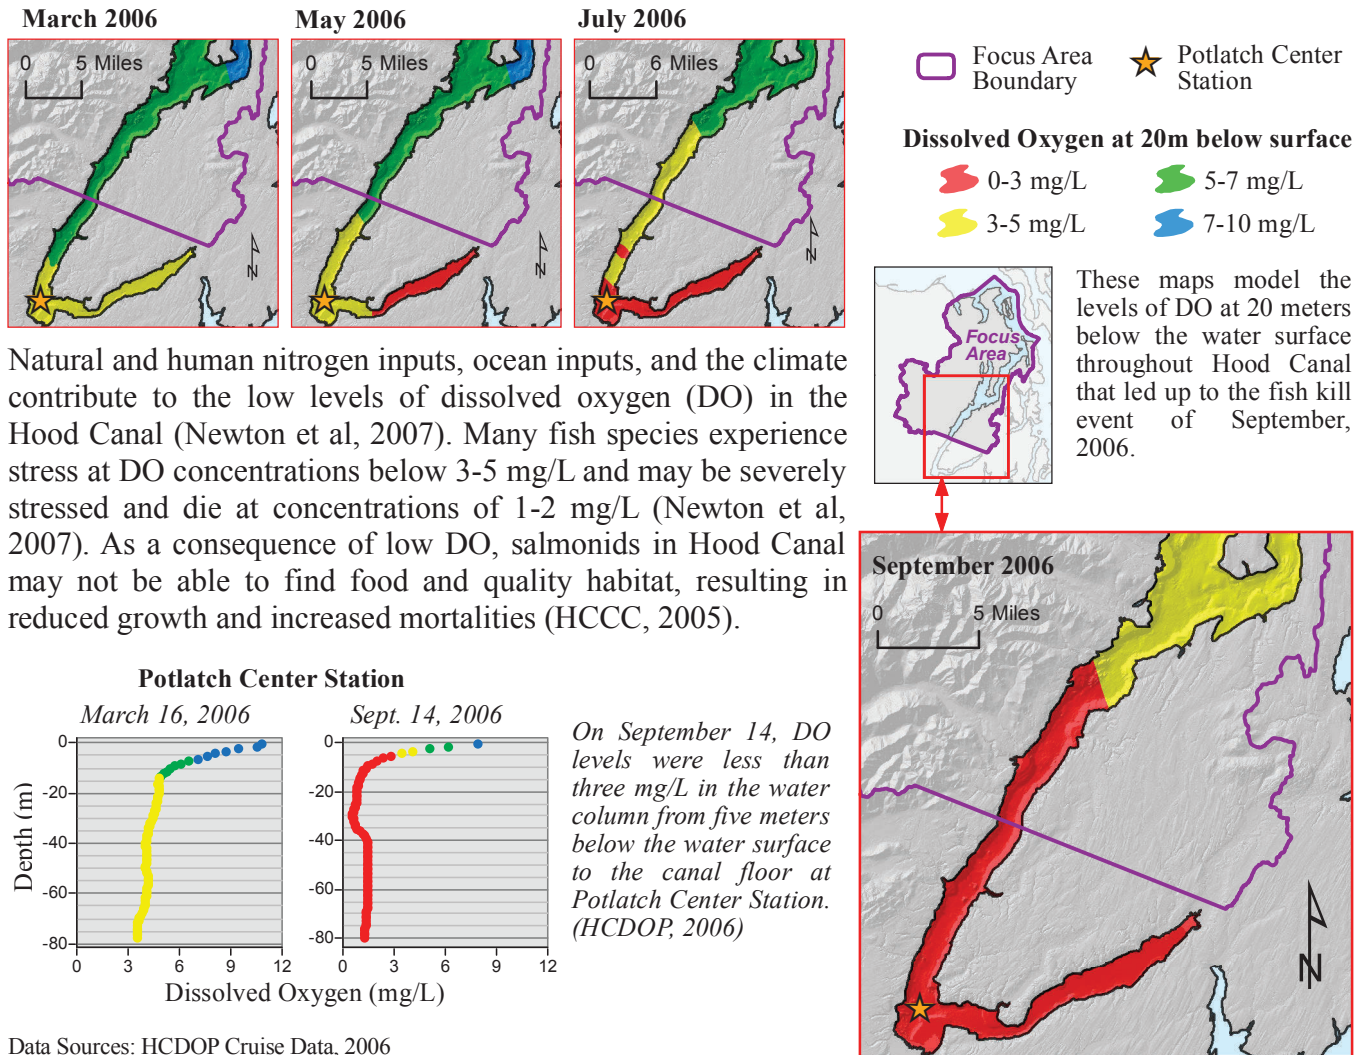 March 2006
May 2006
July 2006
0 5 Miles
0 5 Miles
0 6 Miles
N
N
N
Focus Area
Boundary
Potlatch Center
Station
Dissolved Oxygen at 20m below surface
0-3 mg/L
5-7 mg/L
3-5 mg/L
7-10 mg/L
Focus
Area
These maps model the
levels of DO at 20 meters
below the water surface
throughout Hood Canal
that led up to the fish kill
event of September,
2006.
Natural and human nitrogen inputs, ocean inputs, and the climate
contribute to the low levels of dissolved oxygen (DO) in the
Hood Canal (Newton et al, 2007). Many fish species experience
stress at DO concentrations below 3-5 mg/L and may be severely
stressed and die at concentrations of 1-2 mg/L (Newton et al,
2007). As a consequence of low DO, salmonids in Hood Canal
may not be able to find food and quality habitat, resulting in
reduced growth and increased mortalities (HCCC, 2005).
September 2006
0 5 Miles
N
Potlatch Center Station
March 16, 2006
Sept. 14, 2006
Depth (m)
0
-20
-40
-60
-80
0 3 6 9 12
0
-20
-40
-60
-80
0 3 6 9 12
Dissolved Oxygen (mg/L)
On September 14, DO
levels were less than
three mg/L in the water
column from five meters
below the water surface
to the canal floor at
Potlatch Center Station.
(HCDOP, 2006)
Data Sources: HCDOP Cruise Data, 2006